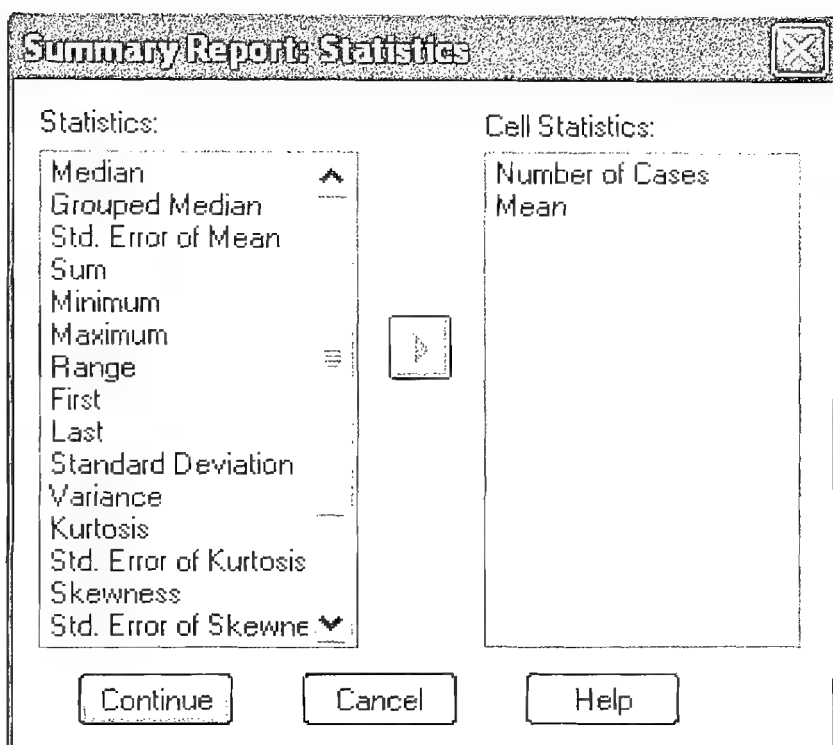 Summary Report: Statistics
Statistics:
Median
Grouped Median
Std. Error of Mean
Sum
Minimum
Maximum
Range
First
Last
Standard Deviation
Variance
Kurtosis
Std. Error of Kurtosis
Skewness
Std. Error of Skewne
Cell Statistics:
Number of Cases
Mean
Continue Cancel Help